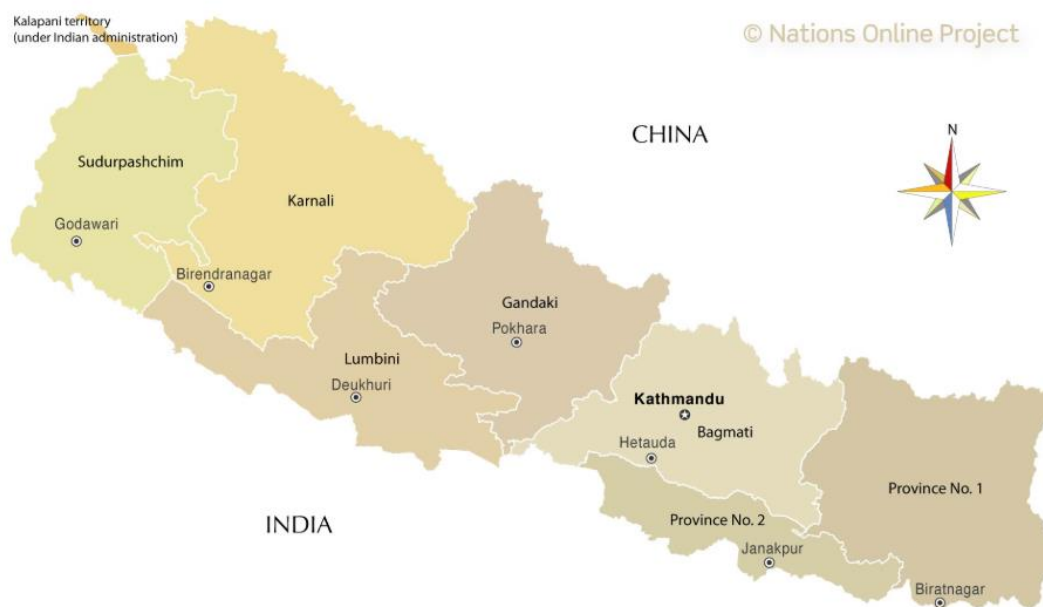 Kalapani territory
(under Indian administration)
© Nations Online Project
N
CHINA
Sudurpashchim
Karnali
Godawari
Birendranagar
Gandaki
Pokhara
Lumbini
Deukhuri
Kathmandu
Bagmati
Hetauda
Province No. 1
Province No. 2
INDIA
Janakpur
Biratnagar